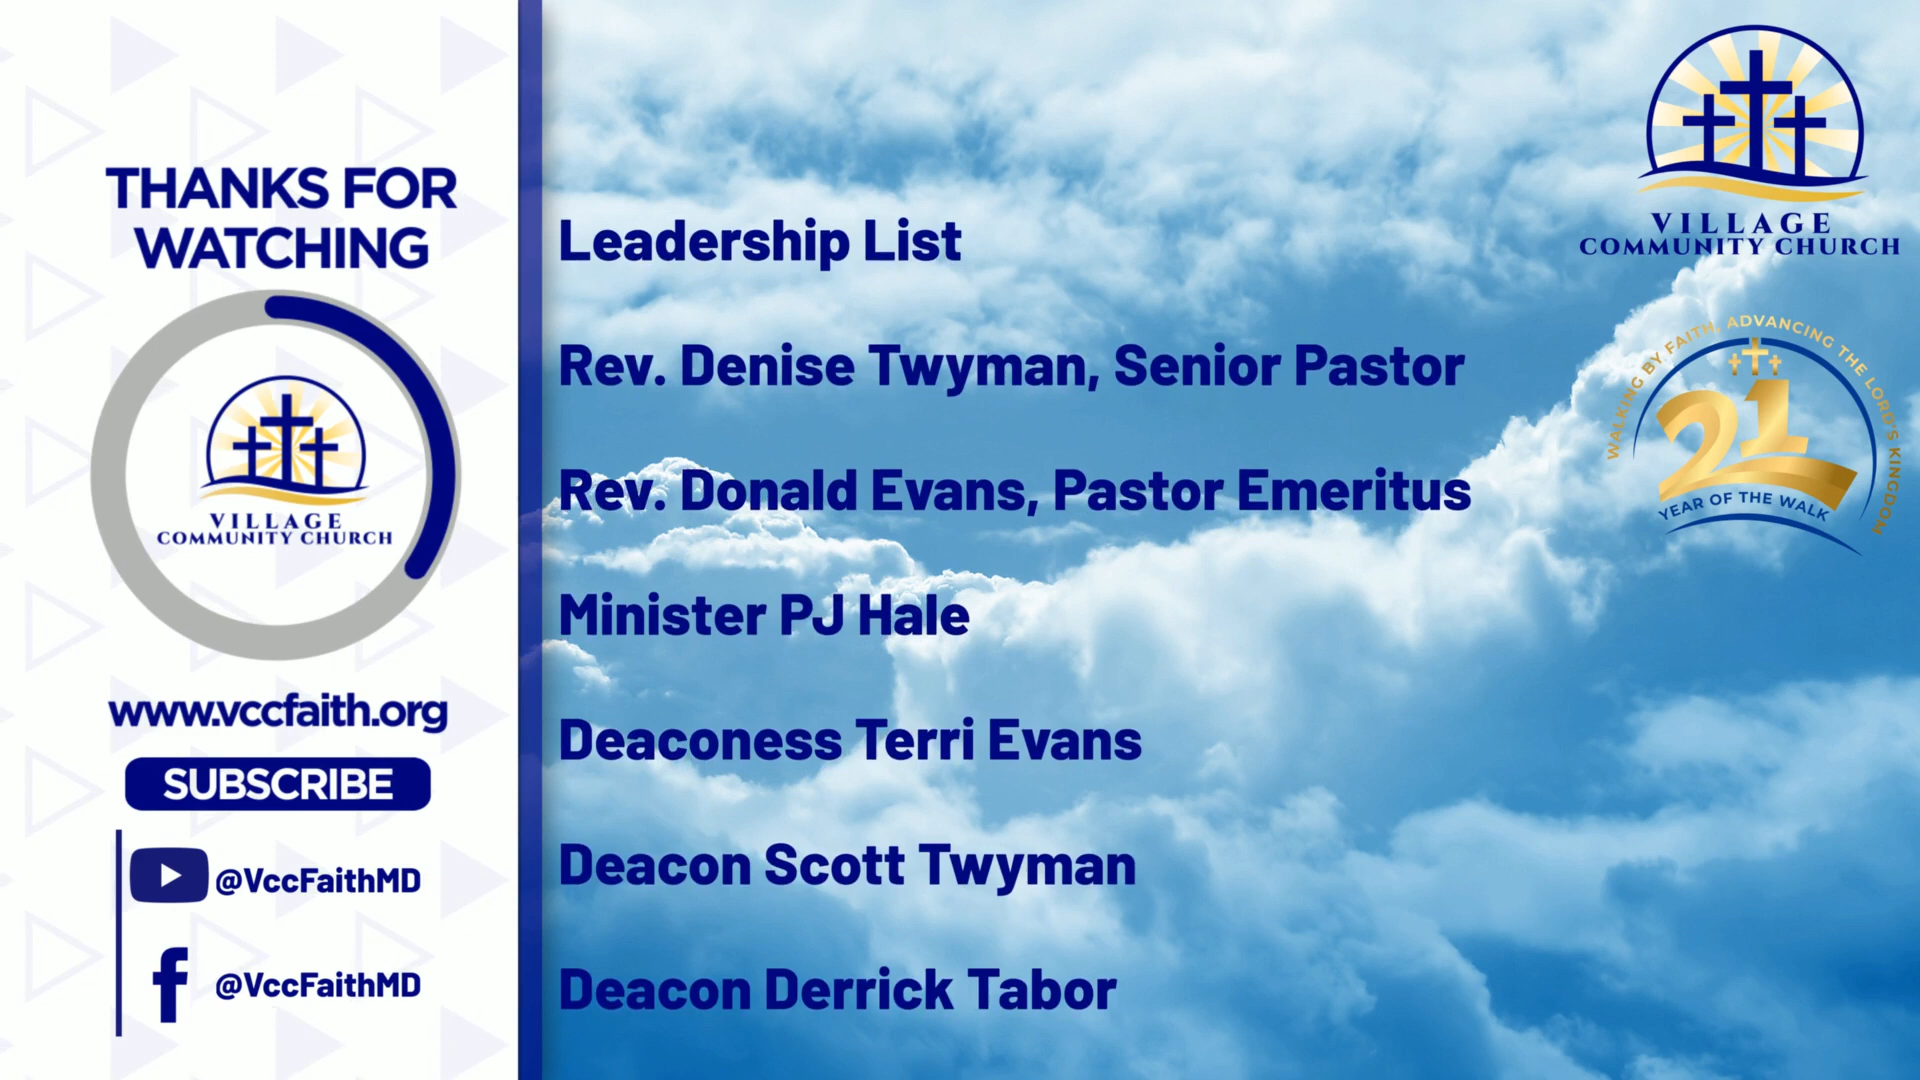 THANKS FOR
WATCHING
VILLAGE
COMMUNITY CHURCH
www.vccfaith.org
SUBSCRIBE
@VccFaithMD
@VccFaithMD
Leadership List
Rev. Denise Twyman, Senior Pastor
Rev. Donald Evans, Pastor Emeritus
Minister PJ Hale
Deaconess Terri Evans
Deacon Scott Twyman
Deacon Derrick Tabor
VILLAGE
COMMUNITY CHURCH
WALKING BY FAITH, ADVANCING THE LORD'S KINGDOM
21
YEAR OF THE WALK